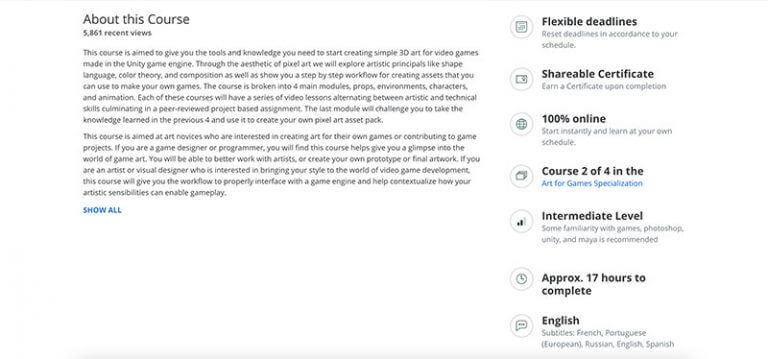 About this Course
5,861 recent views
This course is aimed to give you the tools and knowledge you need to start creating simple 3D art for video games
made in the Unity game engine. Through the aesthetic of pixel art we will explore artistic principals like shape
language, color theory, and composition as well as show you a step by step workflow for creating assets that you
can use to make your own games. The course is broken into 4 main modules, props, environments, characters,
and animation. Each of these courses will have a series of video lessons alternating between artistic and technical
skills culminating in a peer-reviewed project based assignment. The last module will challenge you to take the
knowledge learned in the previous 4 and use it to create your own pixel art asset pack.
This course is aimed at art novices who are interested in creating art for their own games or contributing to game
projects. If you are a game designer or programmer, you will find this course helps give you a glimpse into the
world of game art. You will be able to better work with artists, or create your own prototype or final artwork. If you
are an artist or visual designer who is interested in bringing your style to the world of video game development,
this course will give you the workflow to properly interface with a game engine and help contextualize how your
artistic sensibilities can enable gameplay.
SHOW ALL
Flexible deadlines
Reset deadlines in accordance to your
schedule.
Shareable Certificate
Earn a Certificate upon completion
100% online
Start instantly and learn at your own
schedule.
Course 2 of 4 in the
Art for Games Specialization
Intermediate Level
Some familiarity with games, photoshop,
unity, and maya is recommended
Approx. 17 hours to
complete
English
Subtitles: French, Portuguese
(European), Russian, English, Spanish